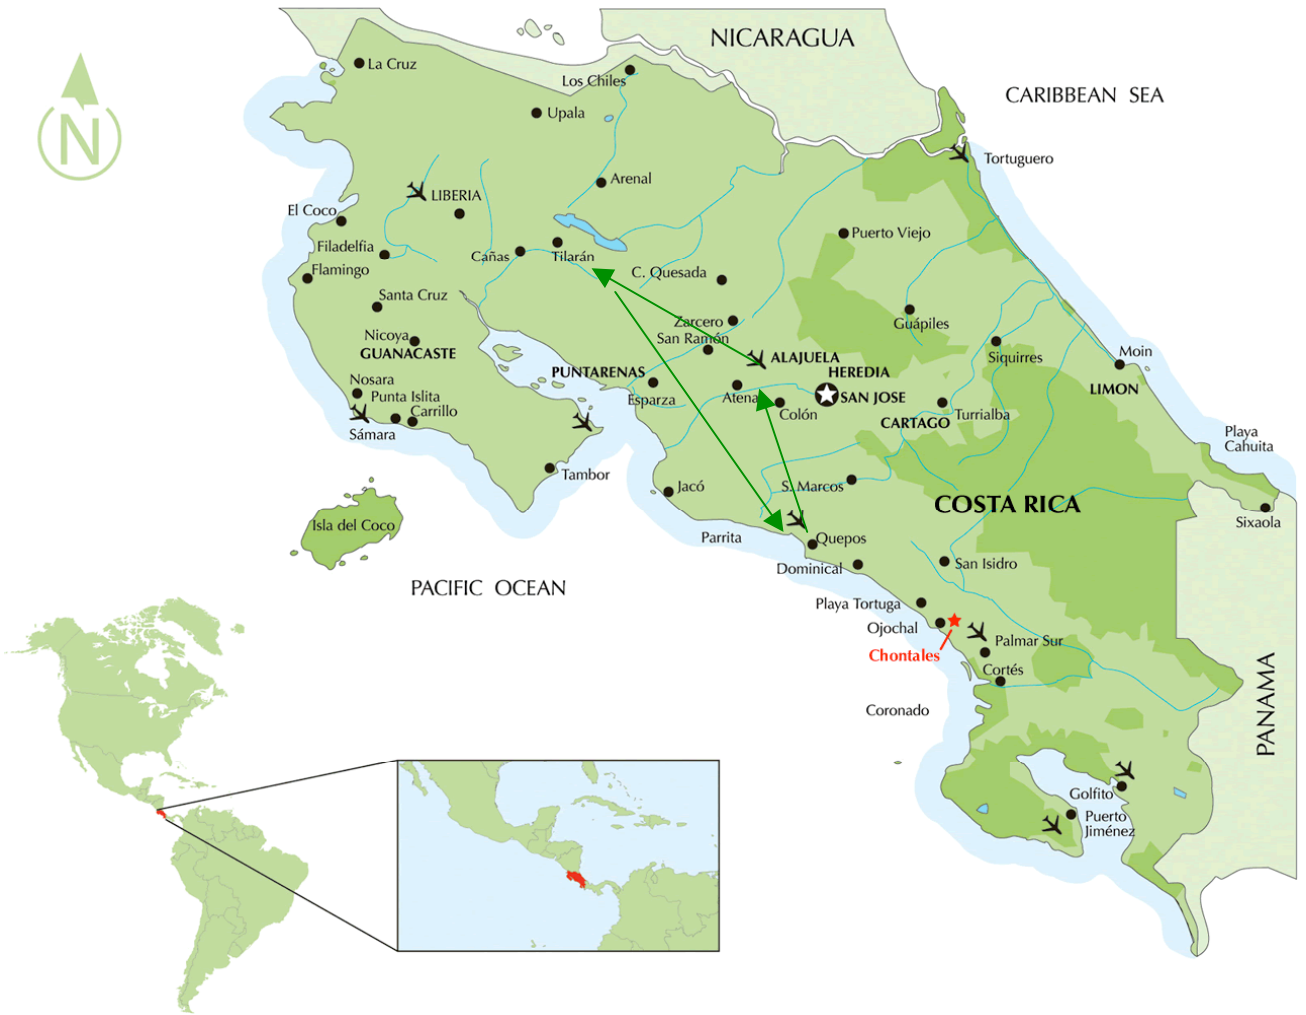 NICARAGUA
La Cruz
Los Chiles
CARIBBEAN SEA
Upala
N
Tortuguero
Arenal
LIBERIA
El Coco
Puerto Viejo
Filadelfia
Cañas
Tilarán
Flamingo
C. Quesada
Santa Cruz
Zarcero
Guápiles
Nicoya
San Ramón
GUANACASTE
Siquirres
Moin
ALAJUELA
PUNTARENAS
HEREDIA
Nosara
LIMON
Punta Islita
Esparza
Atena
SAN JOSE
Carrillo
Colón
Turrialba
CARTAGO
Sámara
Playa
Cahuita
Tambor
Jacó
S. Marcos
COSTA RICA
Isla del Coco
Sixaola
Parrita
Quepos
San Isidro
Dominical
PACIFIC OCEAN
Playa Tortuga
Ojochal
Palmar Sur
Chontales
Cortés
PANAMA
Coronado
Golfito
Puerto
Jiménez